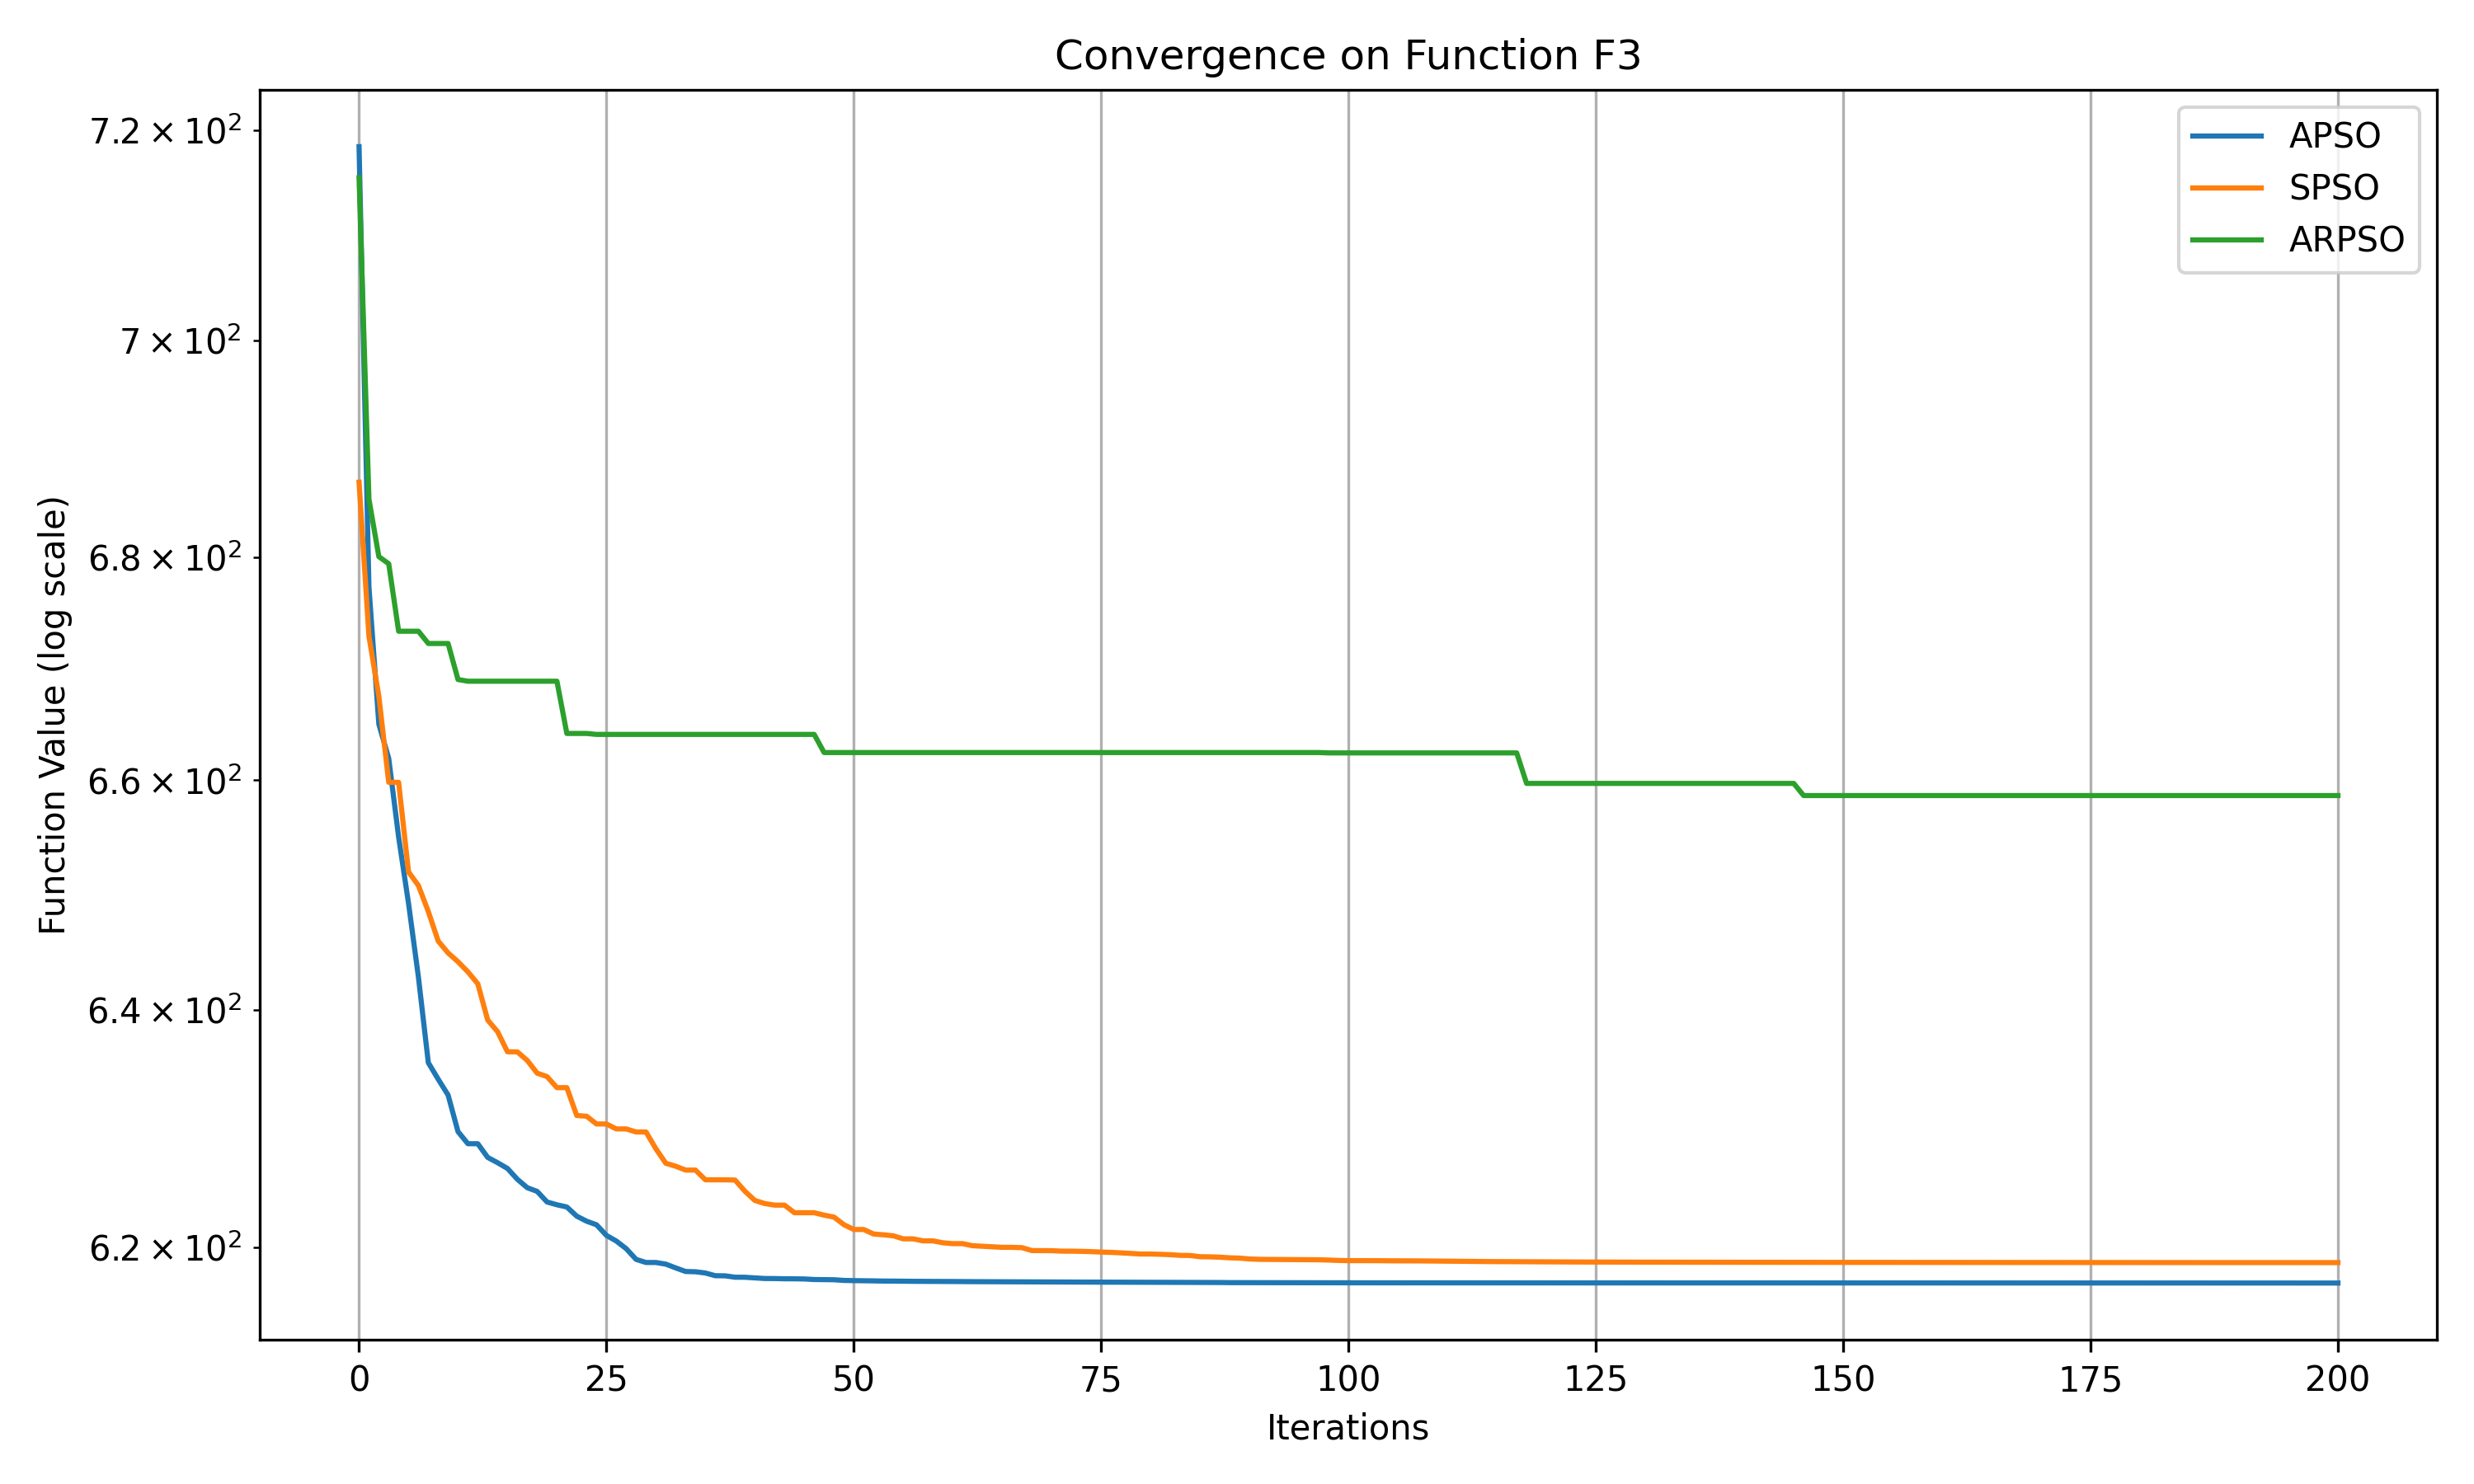 Convergence on Function F3
Function Value (log scale)
7.2 × 10²
7 × 10²
6.8 × 10²
6.6 × 10²
6.4 × 10²
6.2 × 10²
APSO
SPSO
ARPSO
0 25 50 75 100 125 150 175 200
Iterations